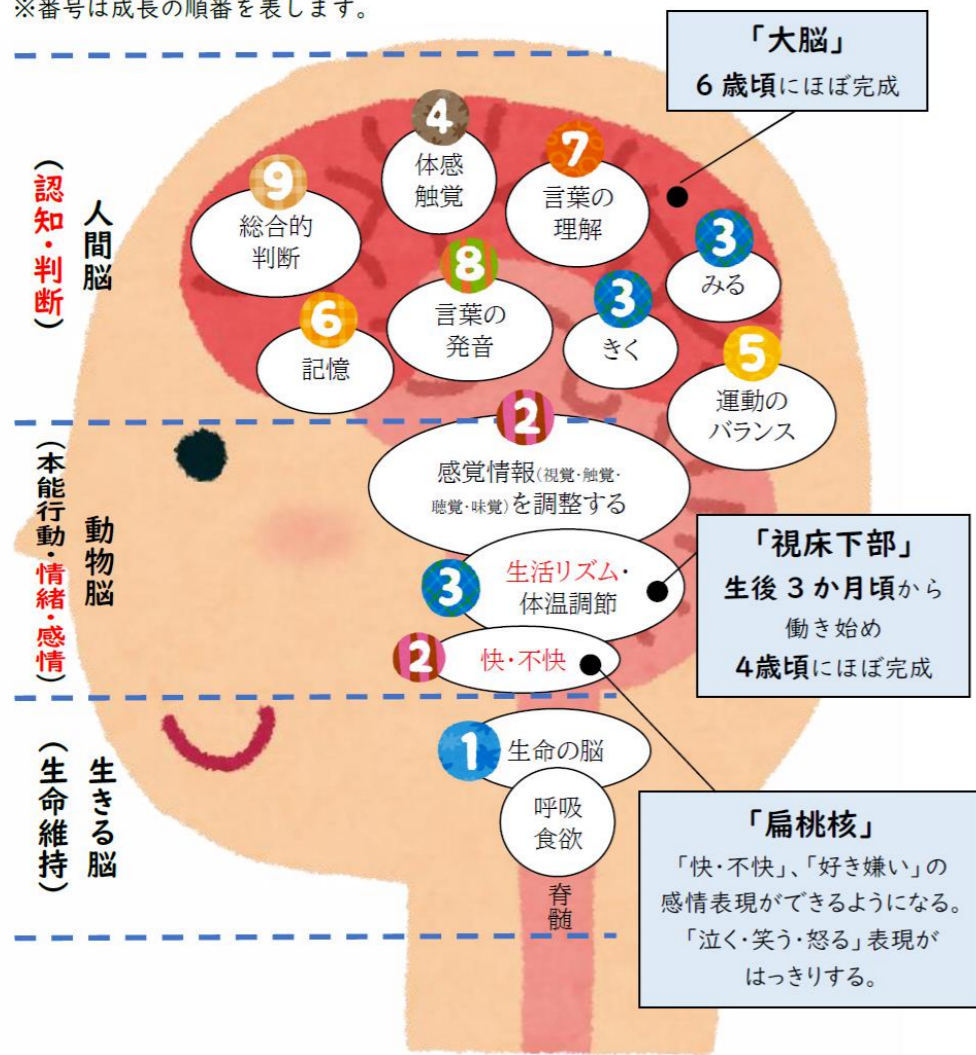 ※番号は成長の順番を表します。
「大脳」
6歳頃にほぼ完成
人間脳
（認知・判断）
4
体感
触覚
7
言葉の
理解
9
総合的
判断
3
みる
8
言葉の
発音
3
きく
6
記憶
5
運動の
バランス
動物脳
（本能行動・情緒・感情）
2
感覚情報（視覚・触覚・
聴覚・味覚）を調整する
3
生活リズム・
体温調節
2
快・不快
「視床下部」
生後3か月頃から
働き始め
4歳頃にほぼ完成
生きる脳
（生命維持）
1
生命の脳
呼吸
食欲
脊髄
「扁桃核」
「快・不快」、「好き嫌い」の
感情表現ができるようになる。
「泣く・笑う・怒る」表現が
はっきりする。